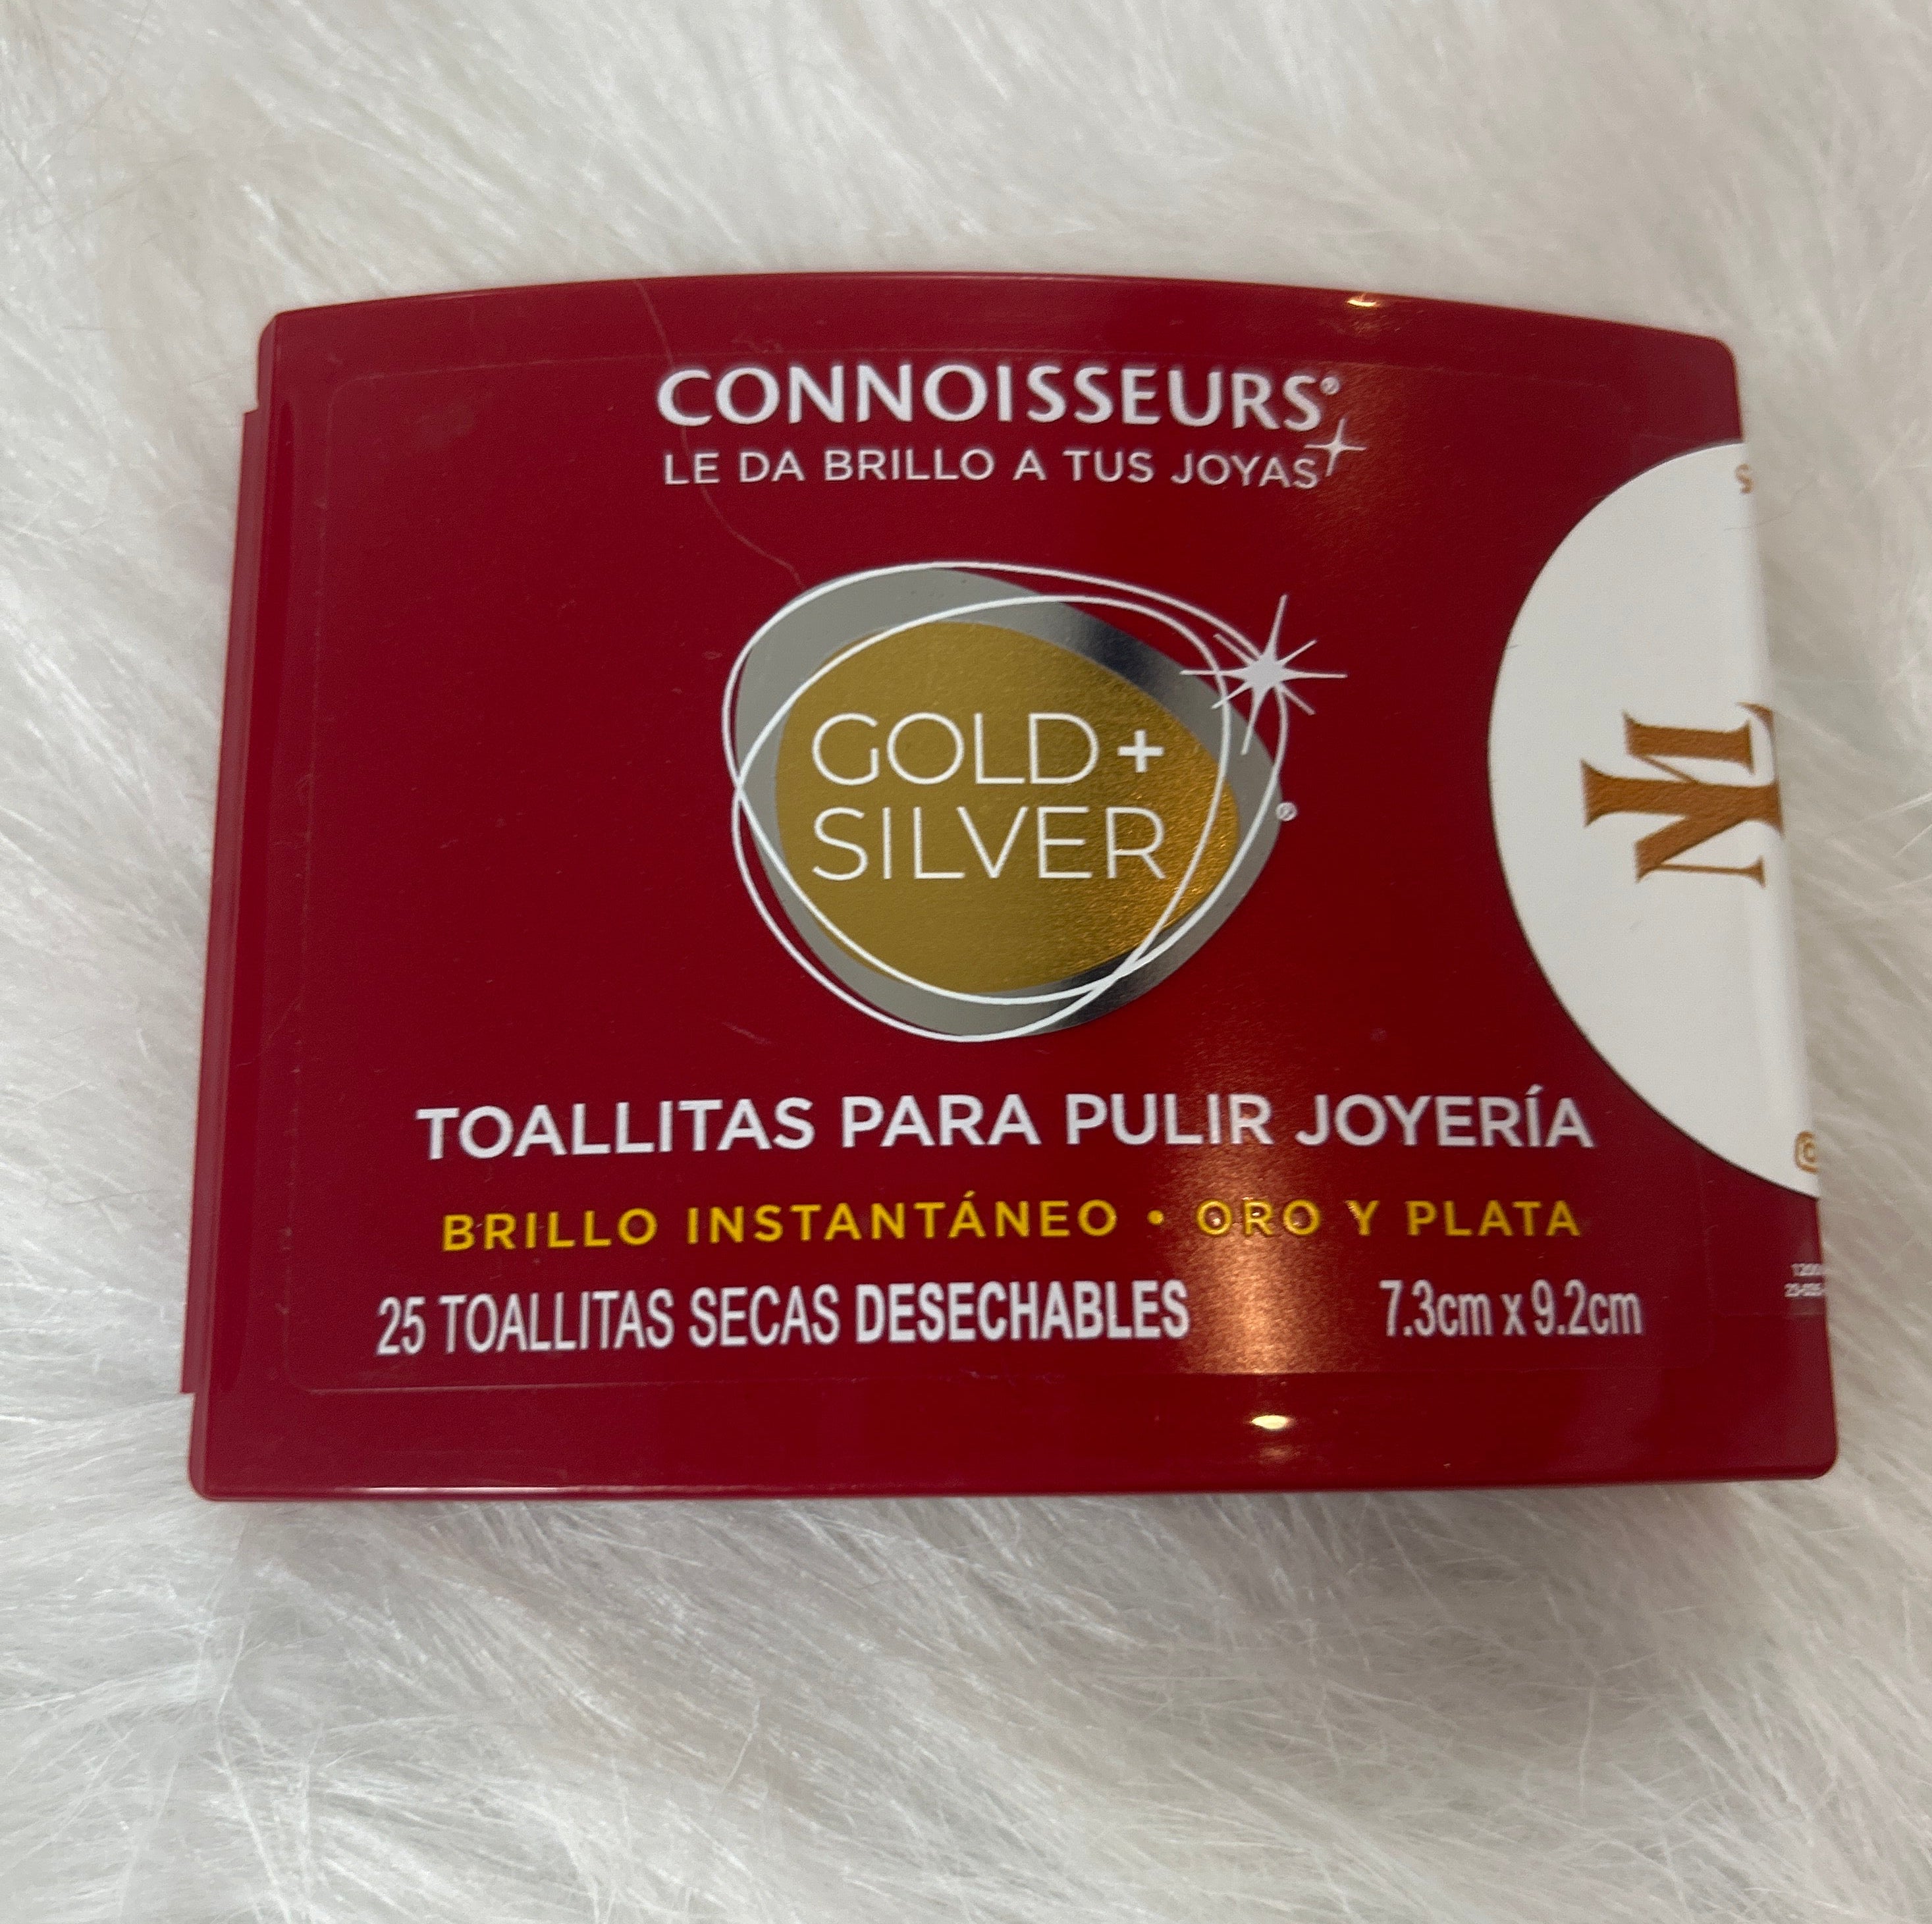 CONNOISSEURS®
LE DA BRILLO A TUS JOYAS
GOLD +
SILVER®
TOALLITAS PARA PULIR JOYERÍA
BRILLO INSTANTÁNEO • ORO Y PLATA
25 TOALLITAS SECAS DESECHABLES 7.3cm x 9.2cm